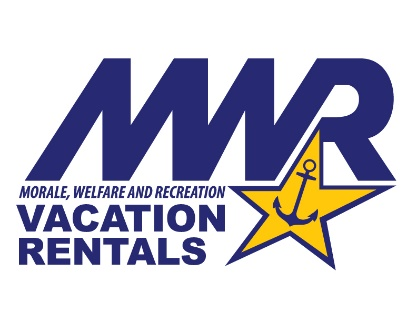 MWR
MORALE, WELFARE AND RECREATION
VACATION
RENTALS